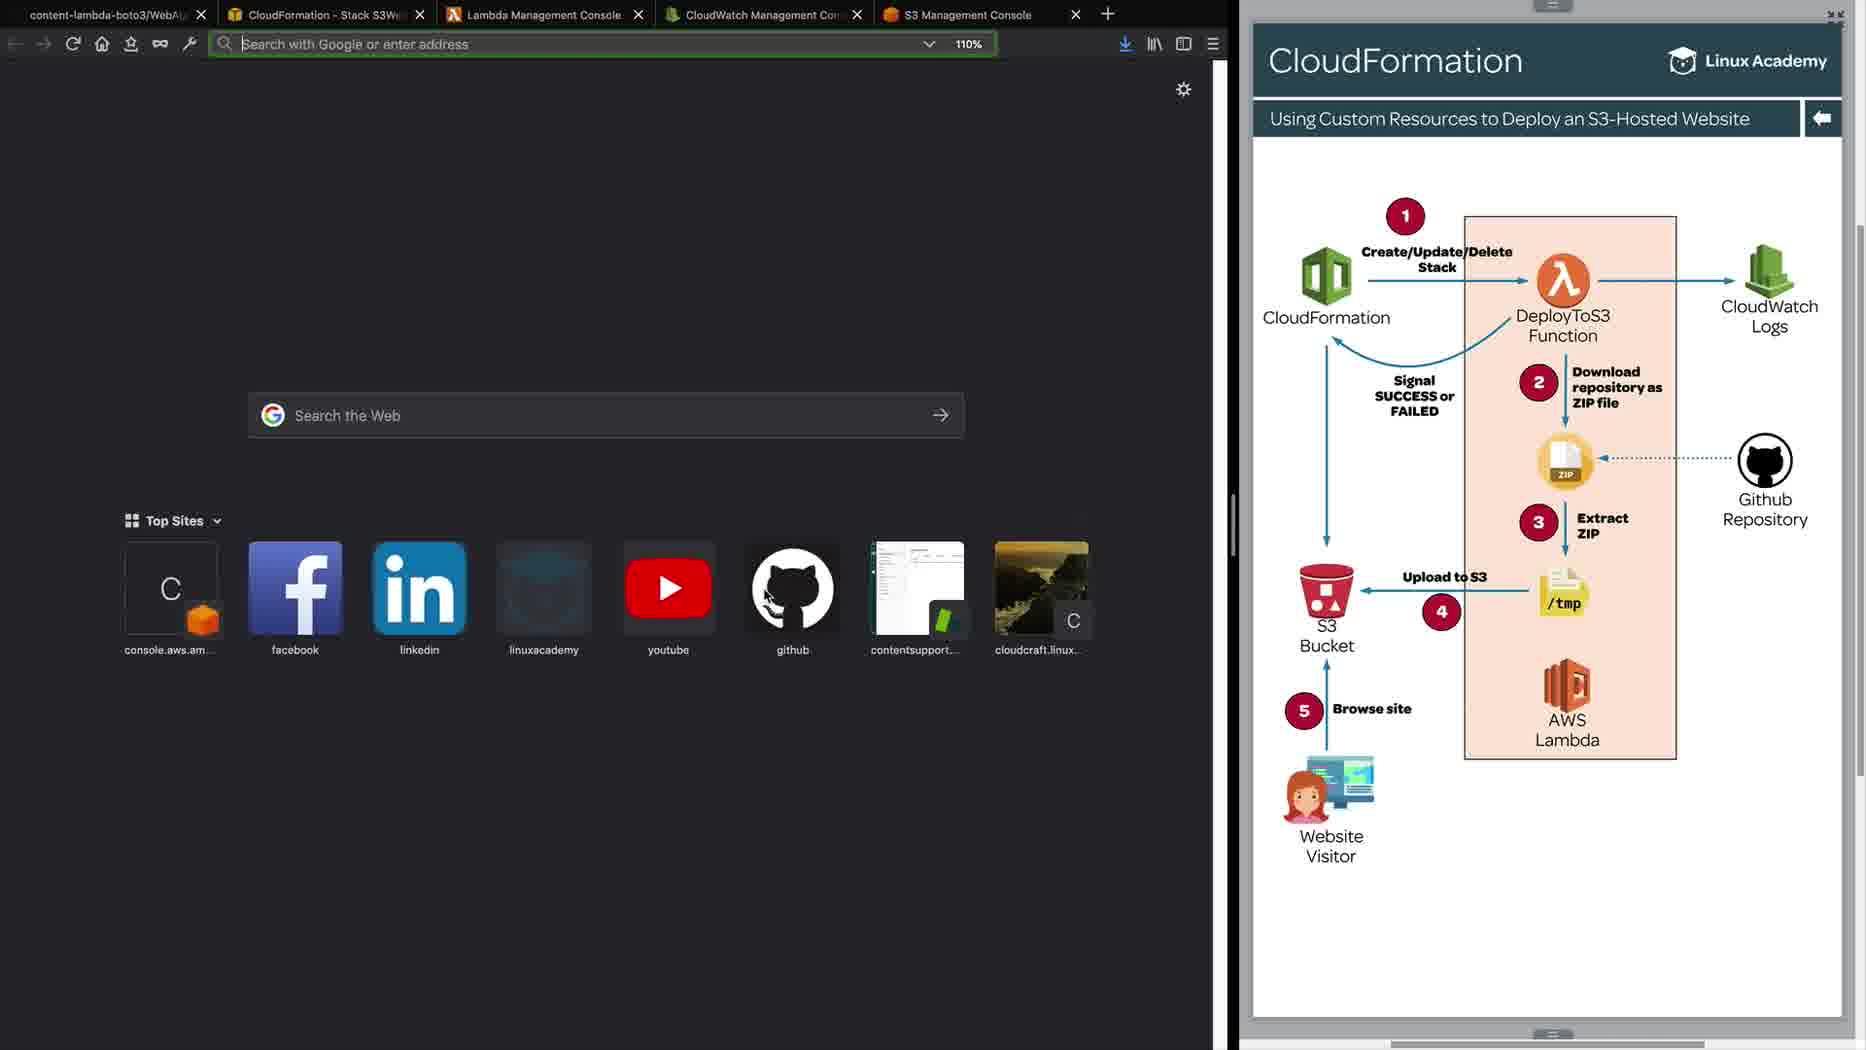 content-lambda-boto3/WebAp
CloudFormation - Stack S3We
Lambda Management Console
CloudWatch Management Con
S3 Management Console
Search with Google or enter address
110%
Search the Web
Top Sites
C
console.aws.am...
facebook
linkedin
linuxacademy
youtube
github
contentsupport....
C
cloudcraft.linux...
CloudFormation
Linux Academy
Using Custom Resources to Deploy an S3-Hosted Website
1
Create/Update/Delete
Stack
CloudFormation
DeployToS3
Function
CloudWatch
Logs
Signal
SUCCESS or
FAILED
2
Download
repository as
ZIP file
ZIP
Github
Repository
3
Extract
ZIP
Upload to S3
4
/tmp
S3
Bucket
AWS
Lambda
5
Browse site
Website
Visitor